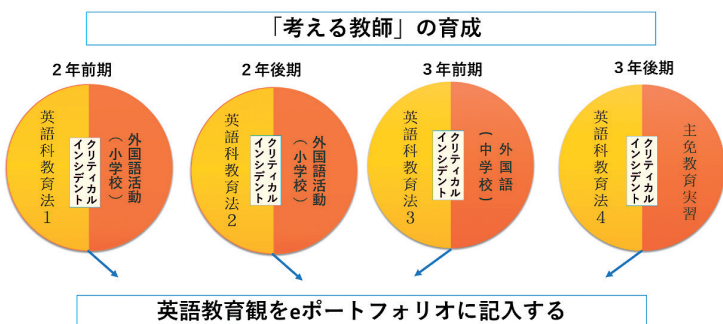 「考える教師」の育成
２年前期
２年後期
３年前期
３年後期
英語科教育法１
クリティカル
インシデント
外国語活動
（小学校）
英語科教育法２
クリティカル
インシデント
外国語活動
（小学校）
英語科教育法３
クリティカル
インシデント
外国語
（中学校）
英語科教育法４
クリティカル
インシデント
主免教育実習
英語教育観をeポートフォリオに記入する